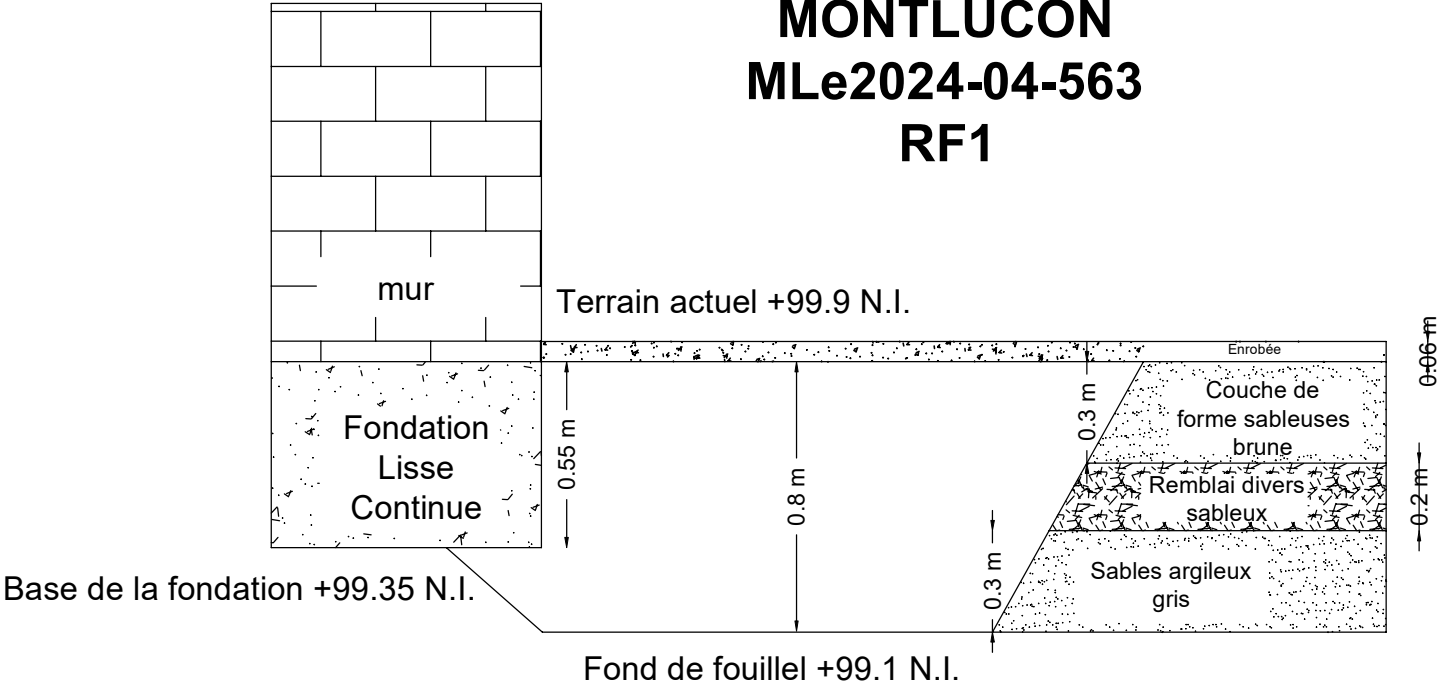 MONTLUCON
MLe2024-04-563
RF1
mur
Terrain actuel +99.9 N.I.
Enrobée
0.06 m
Couche de
forme sableuses
brune
0.3 m
Fondation
Lisse
Continue
0.55 m
0.8 m
Remblai divers
sableux
0.2 m
Sables argileux
gris
0.3 m
Base de la fondation +99.35 N.I.
Fond de fouillel +99.1 N.I.